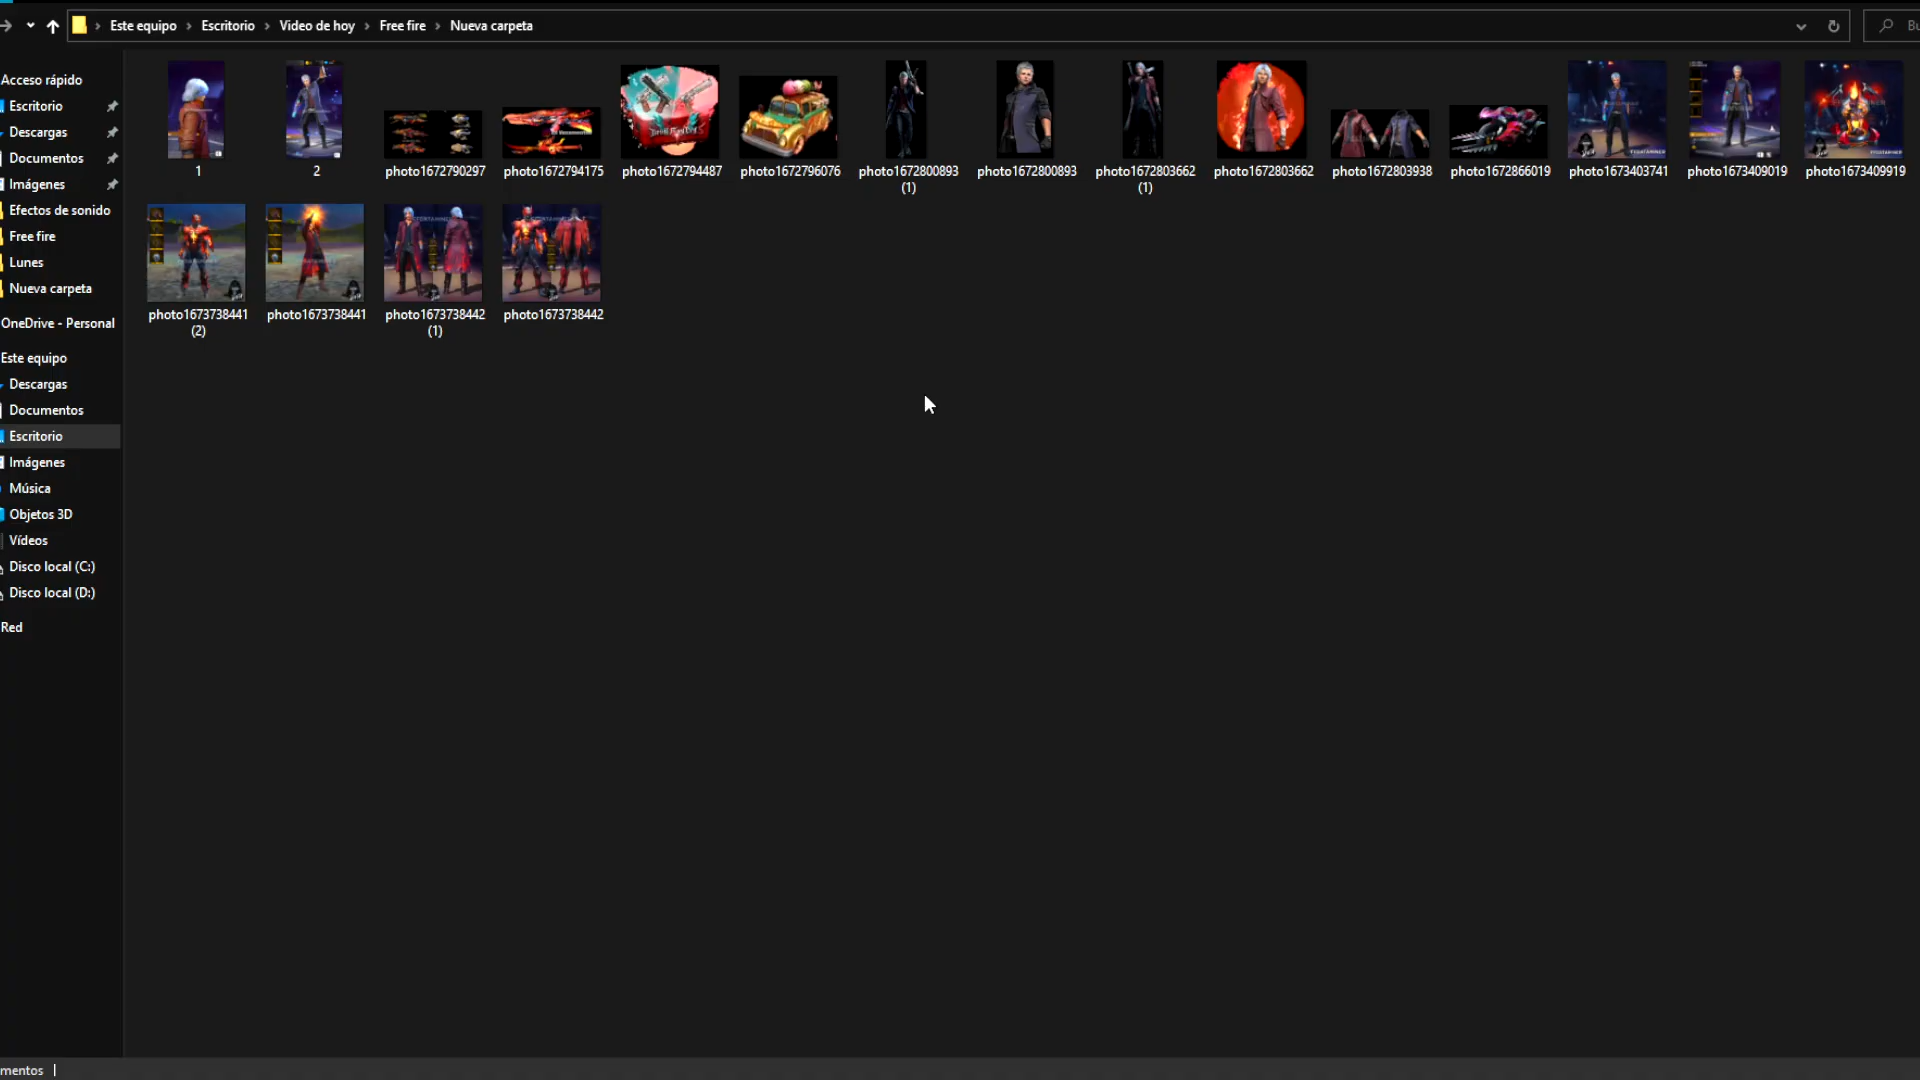 Este equipo > Escritorio > Video de hoy > Free fire > Nueva carpeta
Bu
Acceso rápido
Escritorio
Descargas
Documentos
Imágenes
Efectos de sonido
Free fire
Lunes
Nueva carpeta
OneDrive - Personal
Este equipo
Descargas
Documentos
Escritorio
Imágenes
Música
Objetos 3D
Vídeos
Disco local (C:)
Disco local (D:)
Red
1
2
photo1672790297
photo1672794175
photo1672794487
photo1672796076
photo1672800893
(1)
photo1672800893
photo1672803662
(1)
photo1672803662
photo1672803938
photo1672866019
photo1673403741
photo1673409019
photo1673409919
photo1673738441
(2)
photo1673738441
photo1673738442
(1)
photo1673738442
mentos